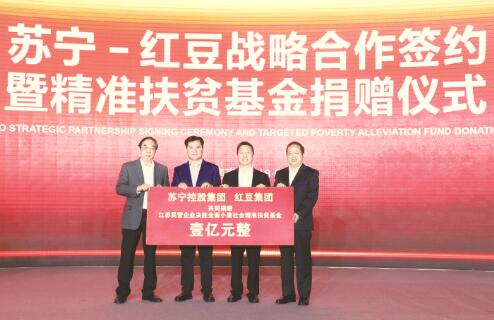 苏宁-红豆战略合作签约
暨精准扶贫基金捐赠仪式
O STRATEGIC PARTNERSHIP SIGNING CEREMONY AND TARGETED POVERTY ALLEVIATION FUND DONATI
苏宁控股集团 红豆集团
共同捐赠
江苏民营企业决胜全面小康社会精准扶贫基金
壹亿元整